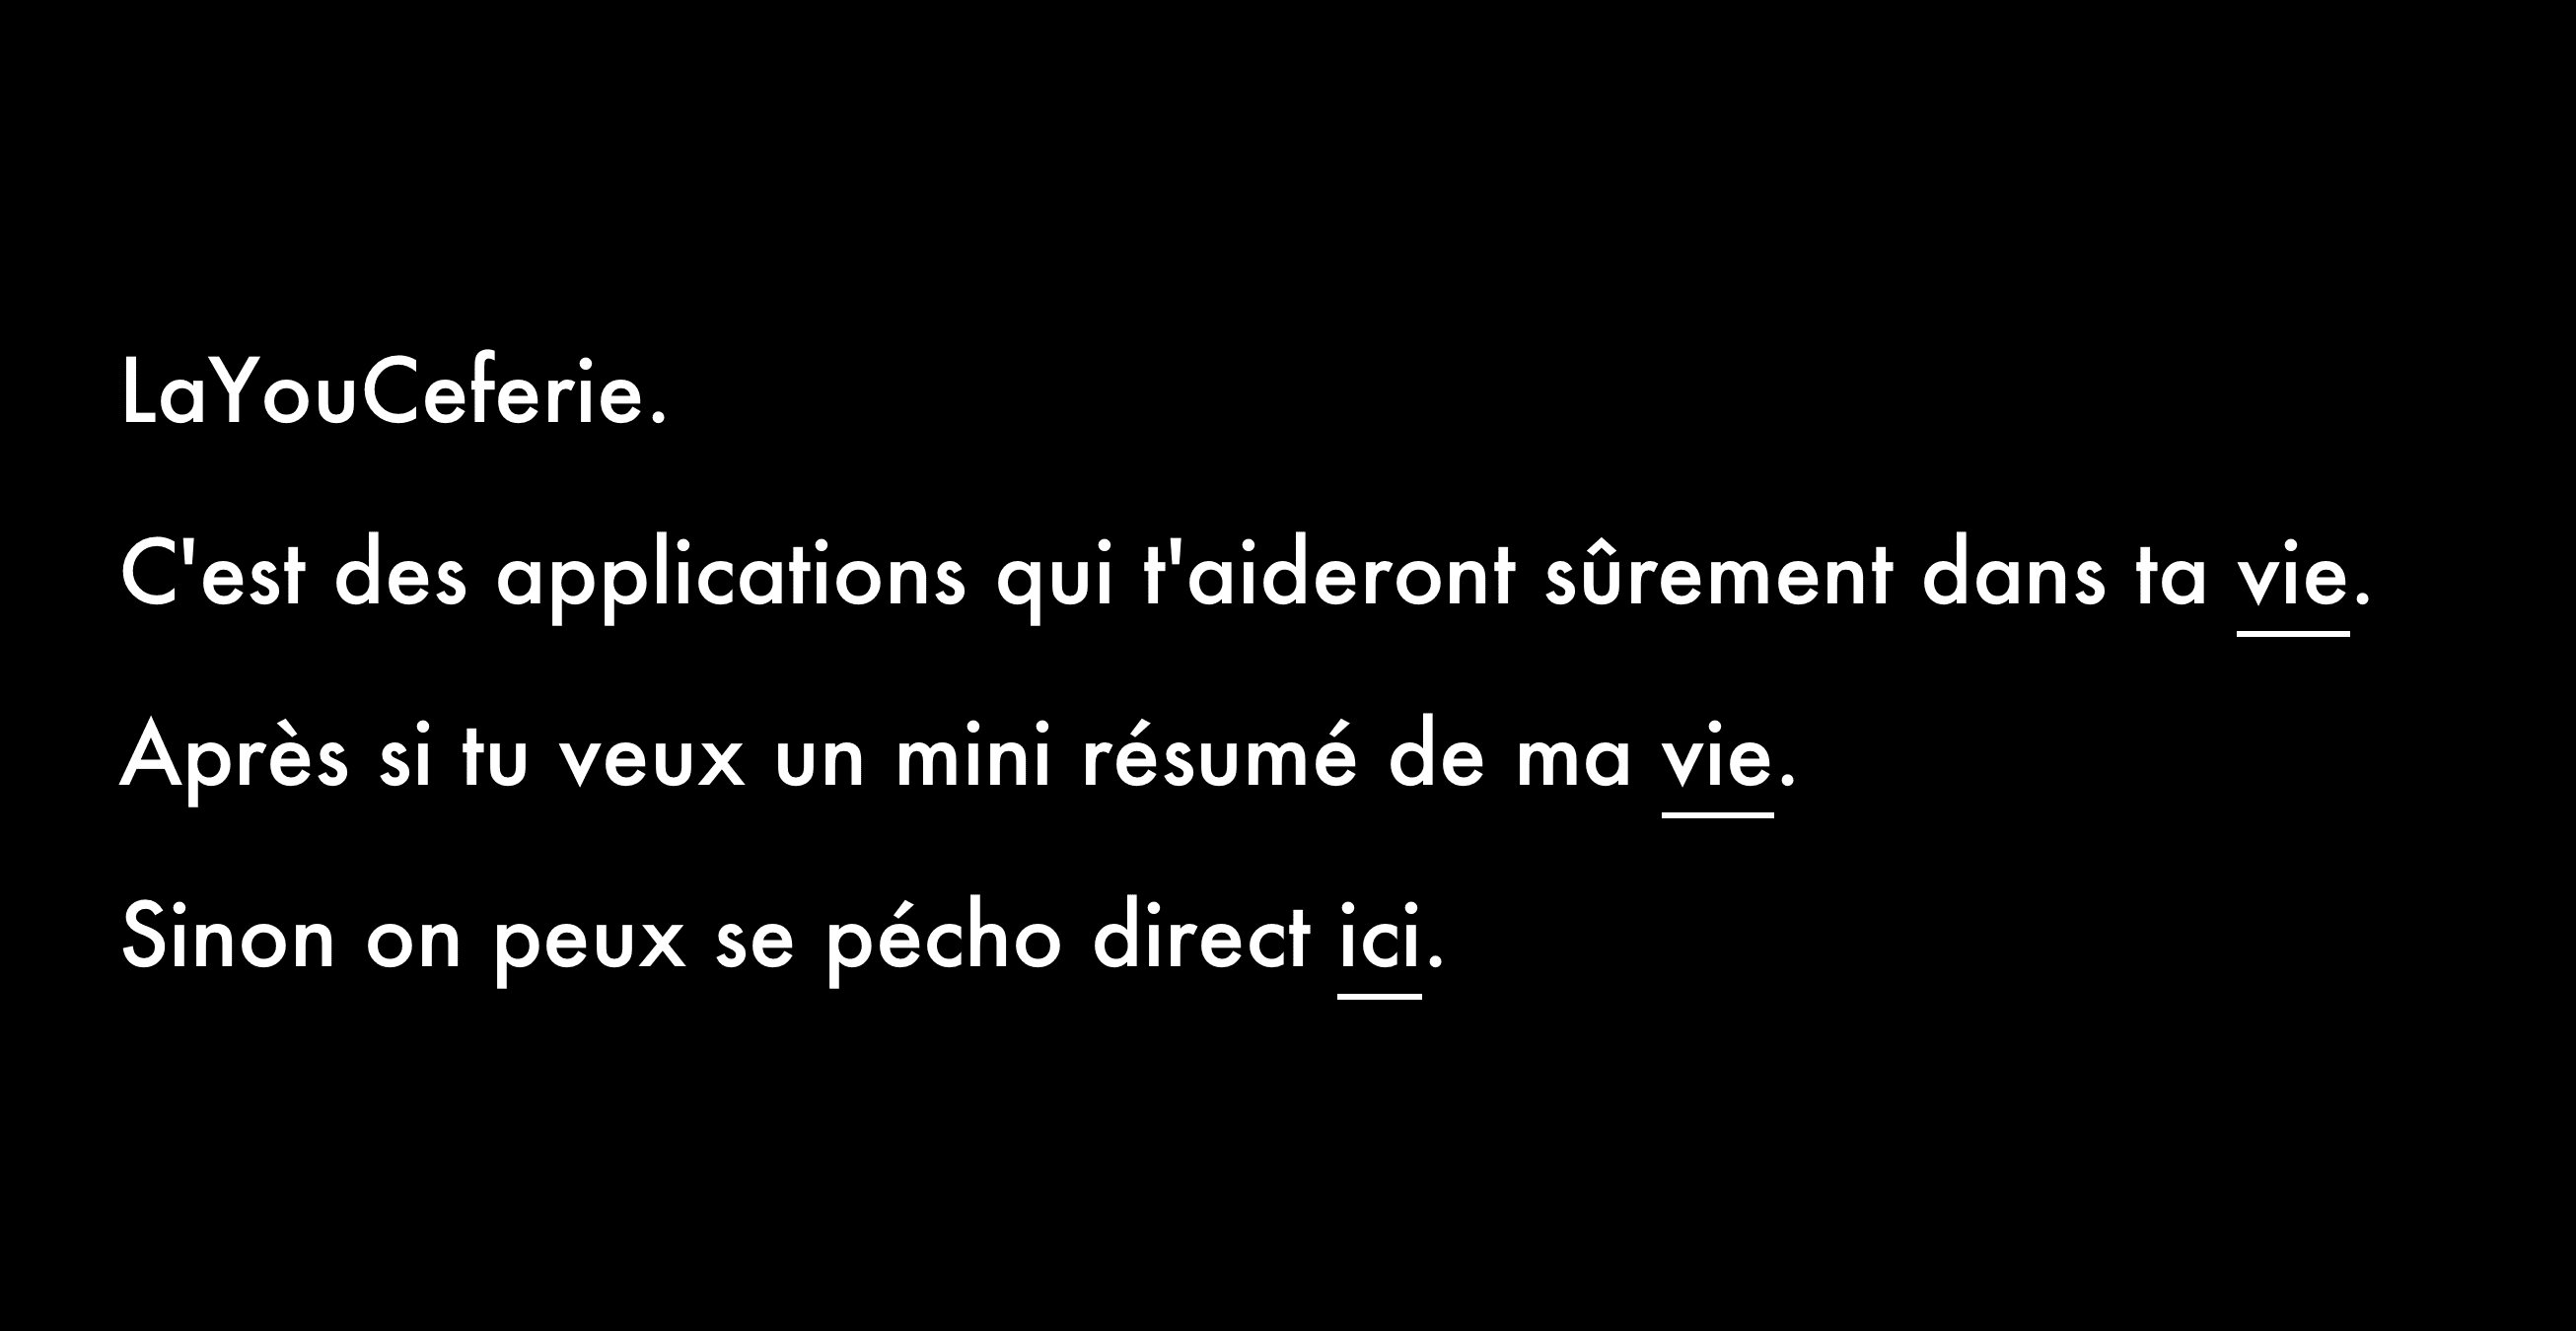 LaYouCeferie.
C'est des applications qui t'aideront sûrement dans ta vie.
Après si tu veux un mini résumé de ma vie.
Sinon on peux se pécho direct ici.